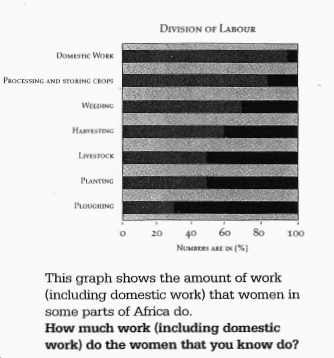 DIVISION OF LABOUR
DOMESTIC WORK
PROCESSING AND STORING CROPS
WEEDING
HARVESTING
LIVESTOCK
PLANTING
PLOUGHING
0 20 40 60 80 100
NUMBERS ARE IN (%)
This graph shows the amount of work
(including domestic work) that women in
some parts of Africa do.
How much work (including domestic
work) do the women that you know do?